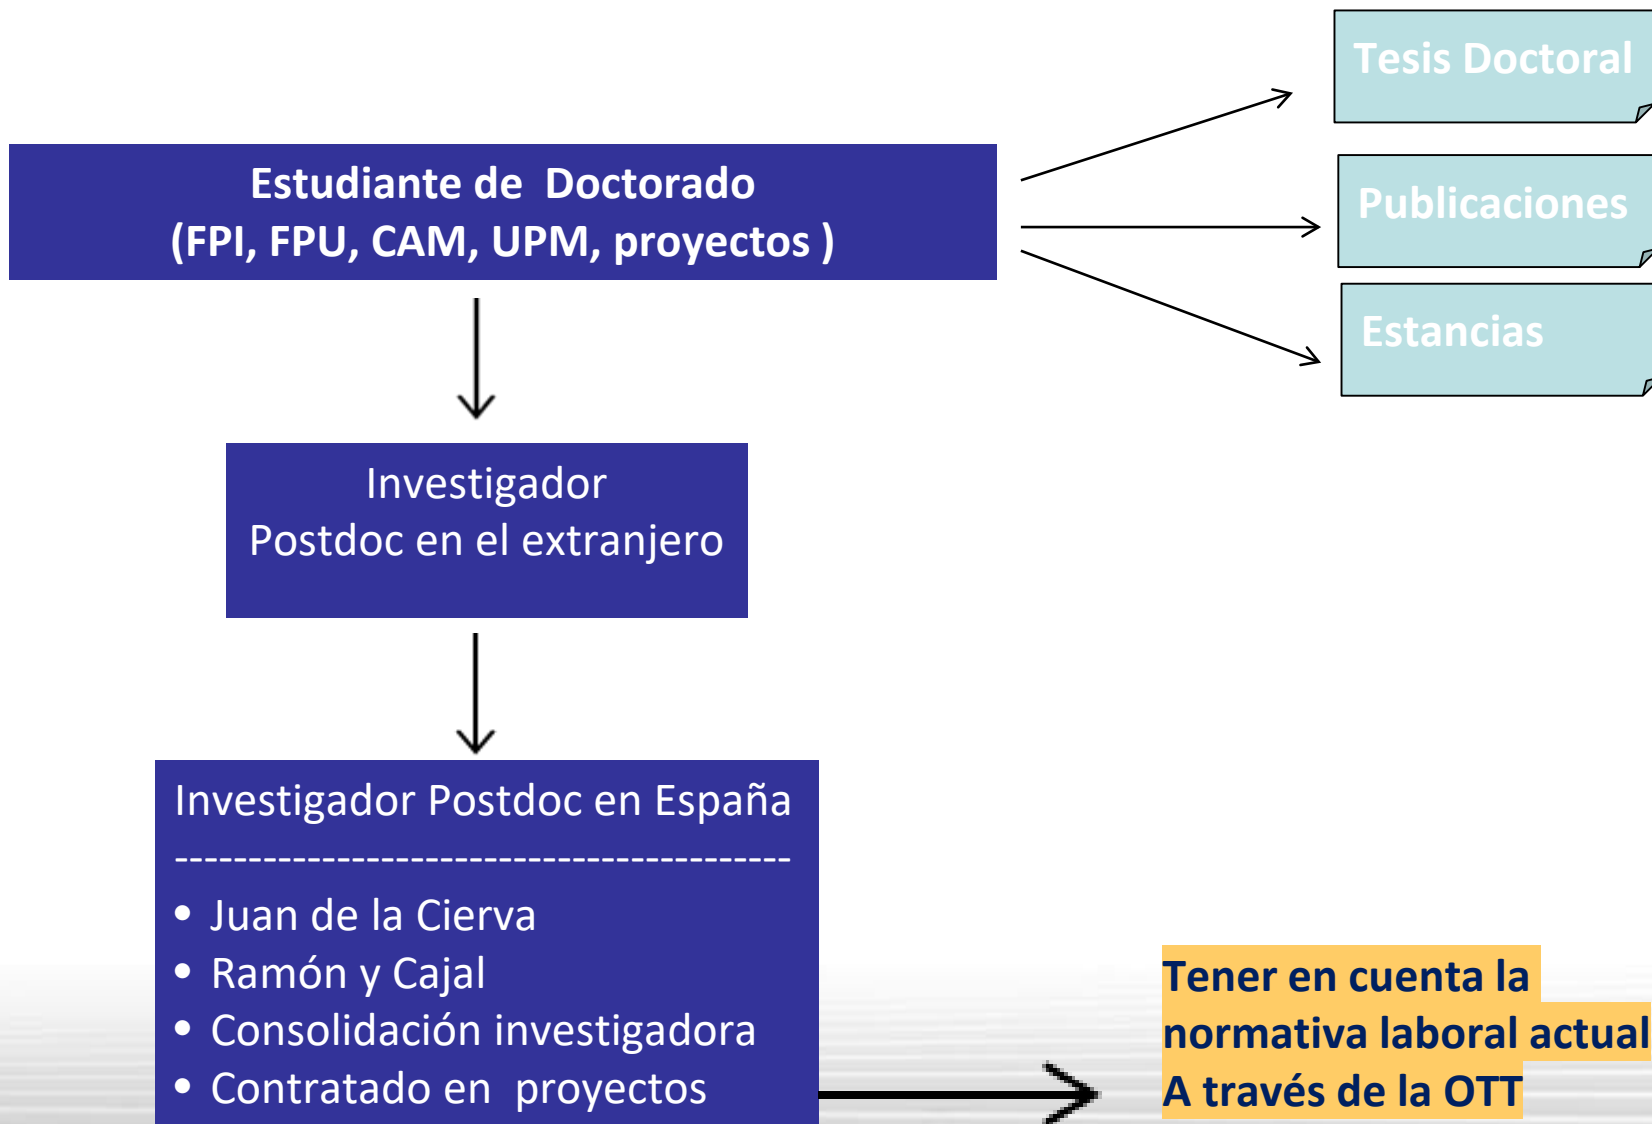 Tesis Doctoral
Estudiante de  Doctorado
(FPI, FPU, CAM, UPM, proyectos )
Publicaciones
Estancias
Investigador
Postdoc en el extranjero
Investigador Postdoc en España
------------------------------------------
• Juan de la Cierva
• Ramón y Cajal
• Consolidación investigadora
• Contratado en  proyectos
Tener en cuenta la
normativa laboral actual
A través de la OTT